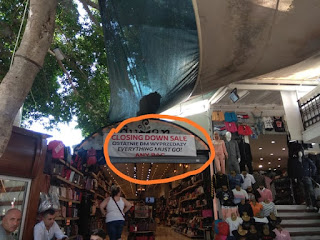 CLOSING DOWN SALE
OSTATNIE DNI WYPRZEDAŻY
EVERYTHING MUST GO!